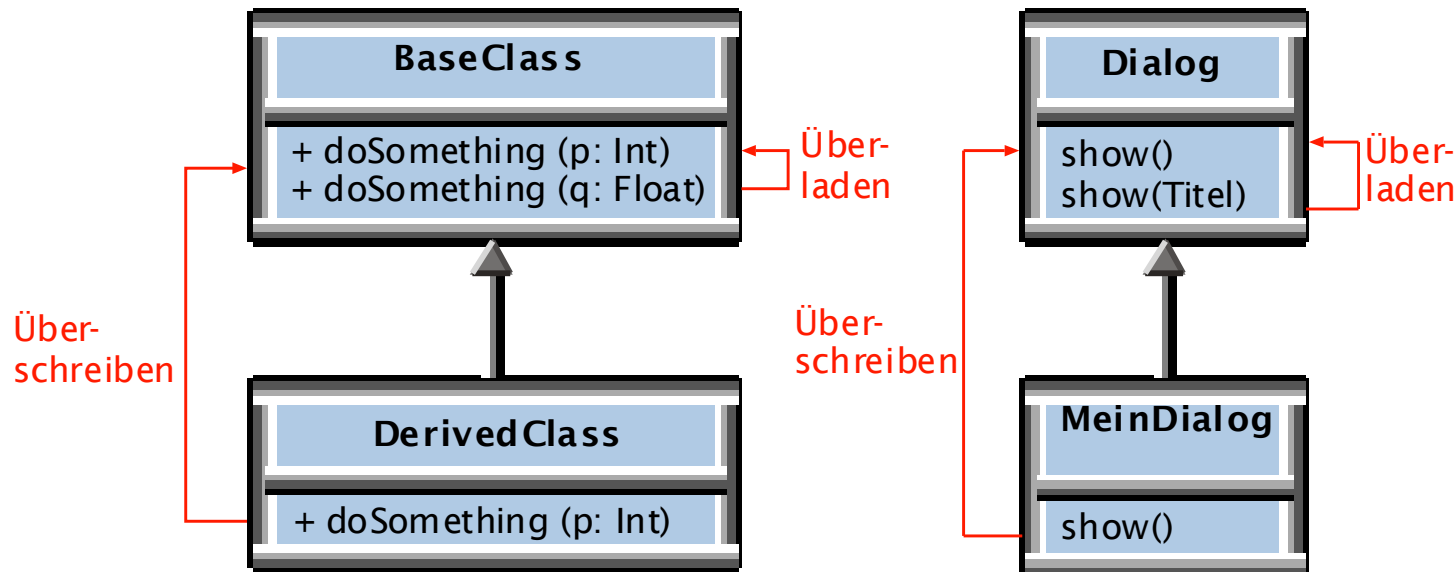 BaseClass
+ doSomething (p: Int)
+ doSomething (q: Float)
Über-
laden
Über-
schreiben
DerivedClass
+ doSomething (p: Int)
Dialog
show()
show(Titel)
Über-
laden
Über-
schreiben
MeinDialog
show()